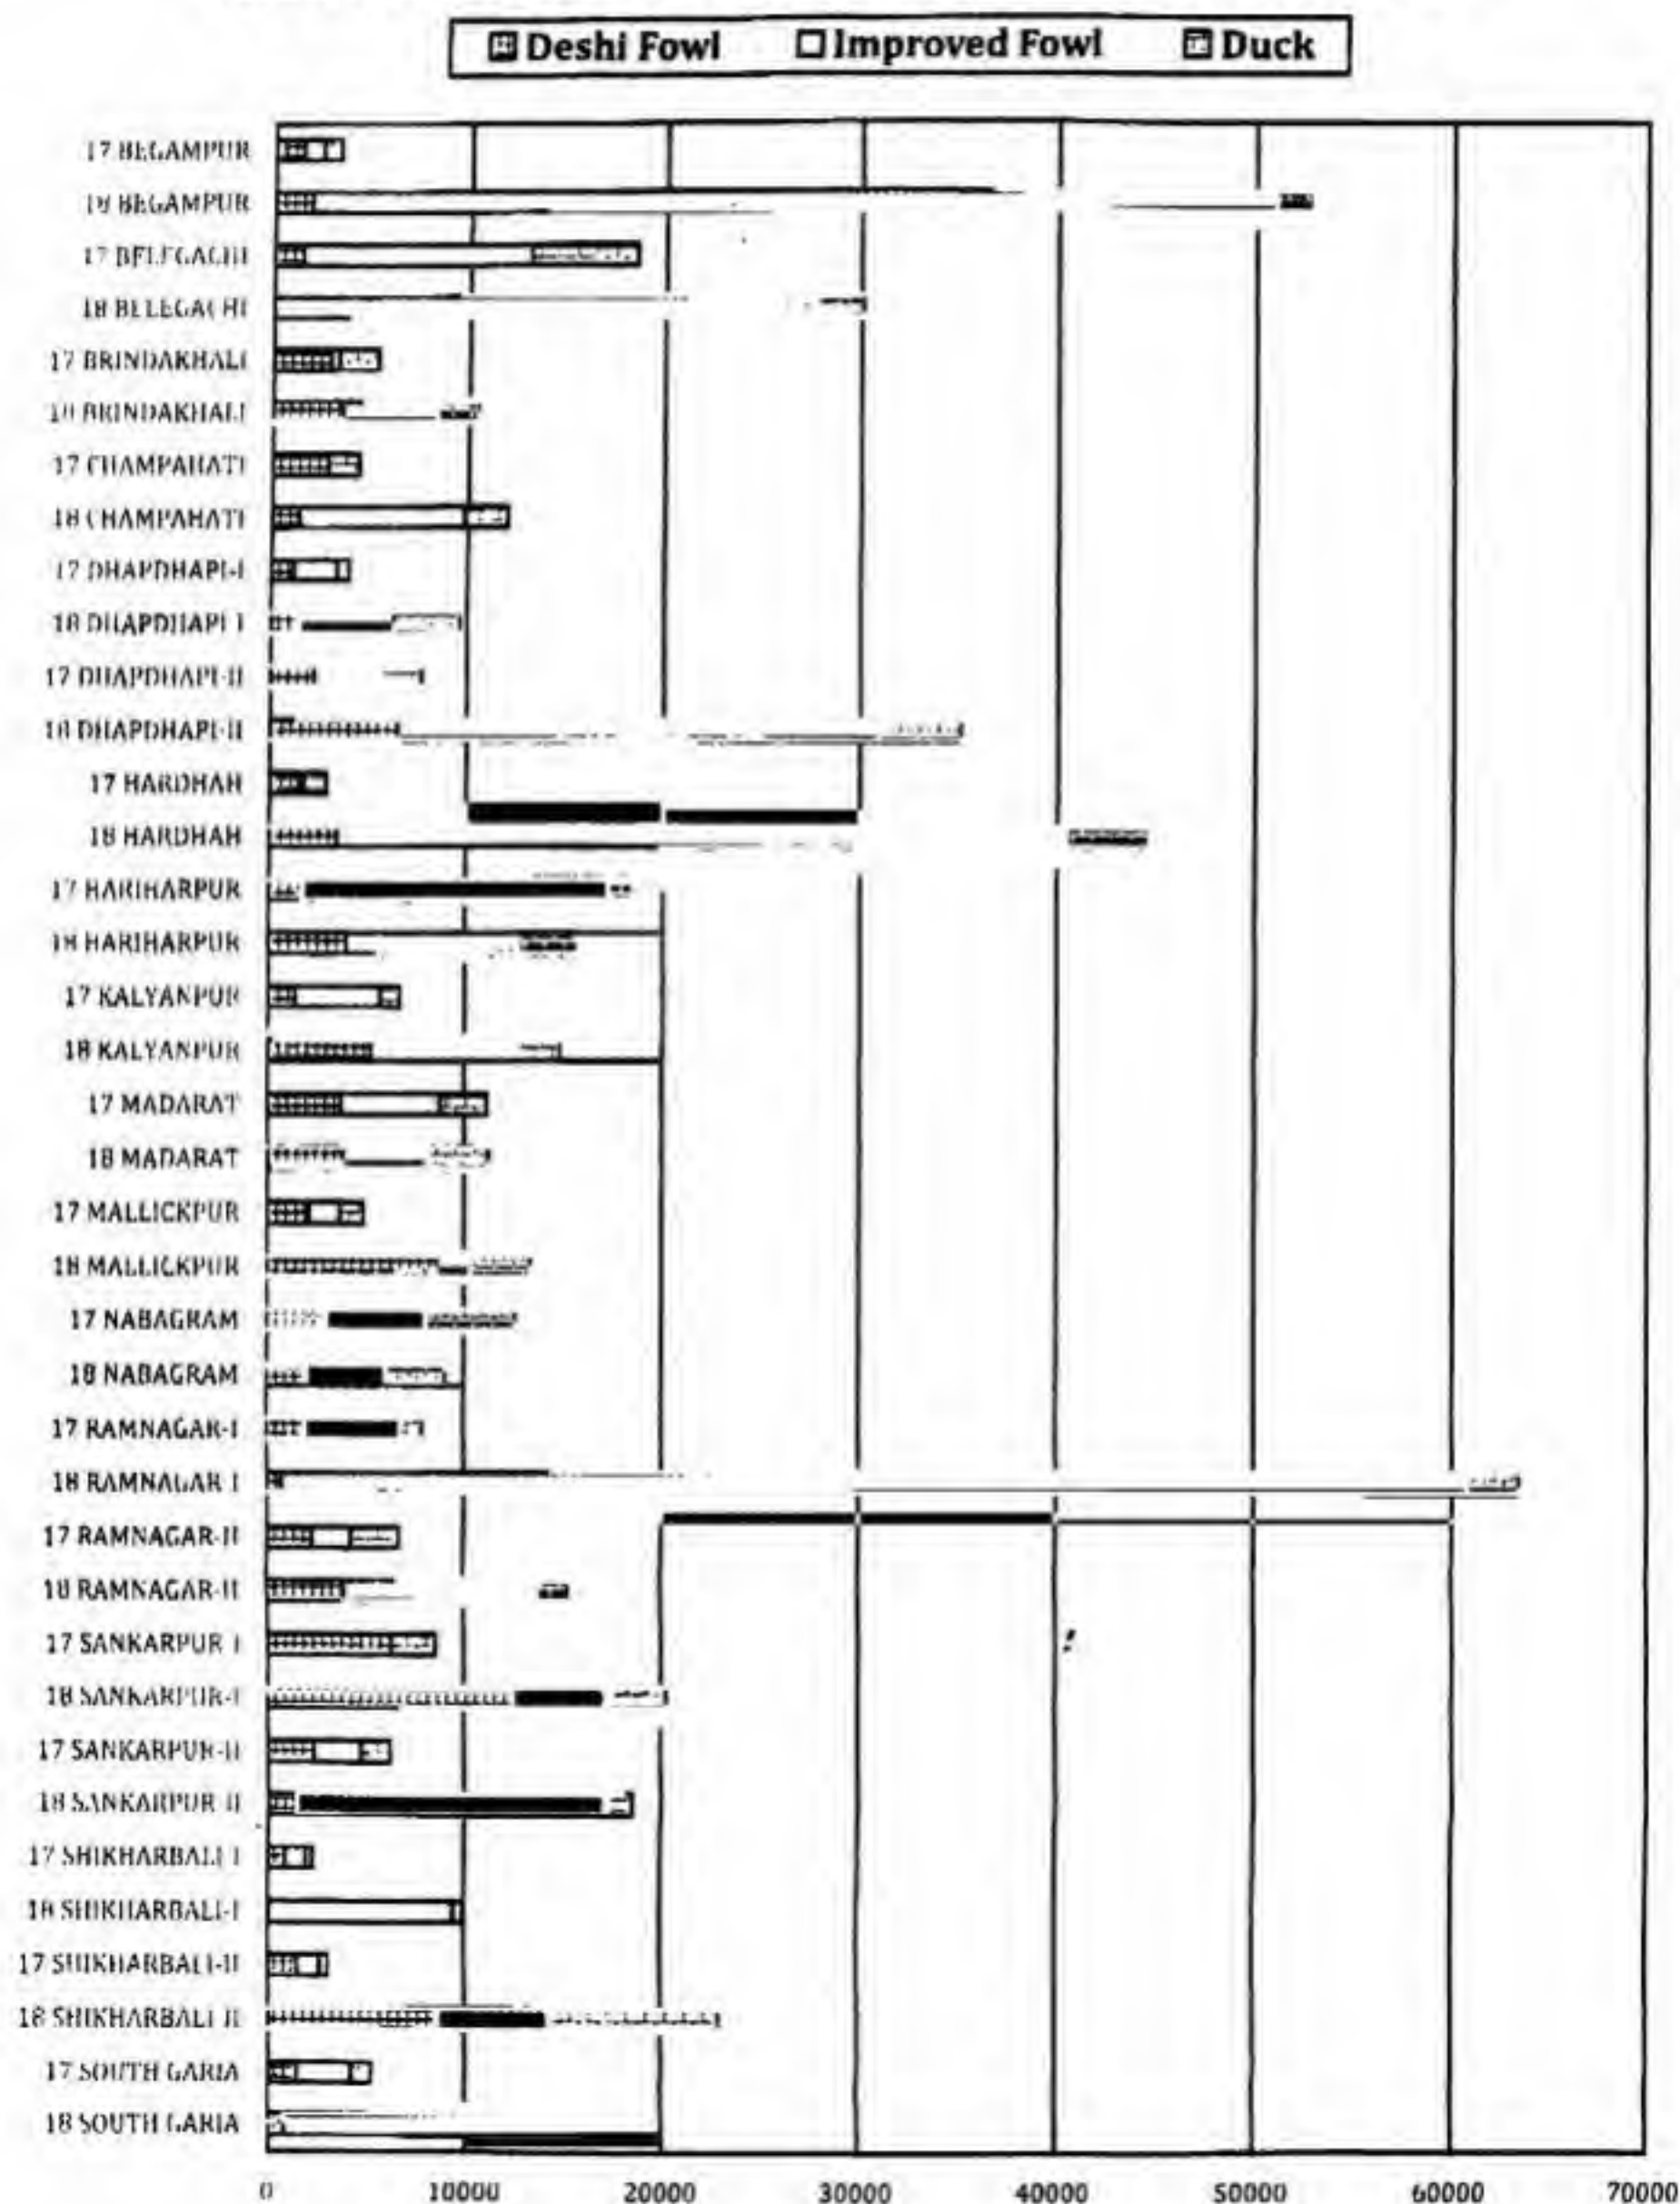 Deshi Fowl Improved Fowl Duck
17 BEGAMPUR
18 BEGAMPUR
17 BELEGACHI
18 BELEGACHI
17 BRINDAKHALI
18 BRINDAKHALI
17 CHAMPAHATI
18 CHAMPAHATI
17 DHAPDHAPI-I
18 DHAPDHAPI I
17 DHAPDHAPI-II
18 DHAPDHAPI-II
17 HARDHAH
18 HARDHAH
17 HARIHARPUR
18 HARIHARPUR
17 KALYANPUR
18 KALYANPUR
17 MADARAT
18 MADARAT
17 MALLICKPUR
18 MALLICKPUR
17 NABAGRAM
18 NABAGRAM
17 RAMNAGAR-I
18 RAMNAGAR I
17 RAMNAGAR-II
18 RAMNAGAR-II
17 SANKARPUR I
18 SANKARPUR-I
17 SANKARPUR-II
18 SANKARPUR II
17 SHIKHARBALI I
18 SHIKHARBALI-I
17 SHIKHARBALI-II
18 SHIKHARBALI II
17 SOUTH GARIA
18 SOUTH GARIA
0 10000 20000 30000 40000 50000 60000 70000